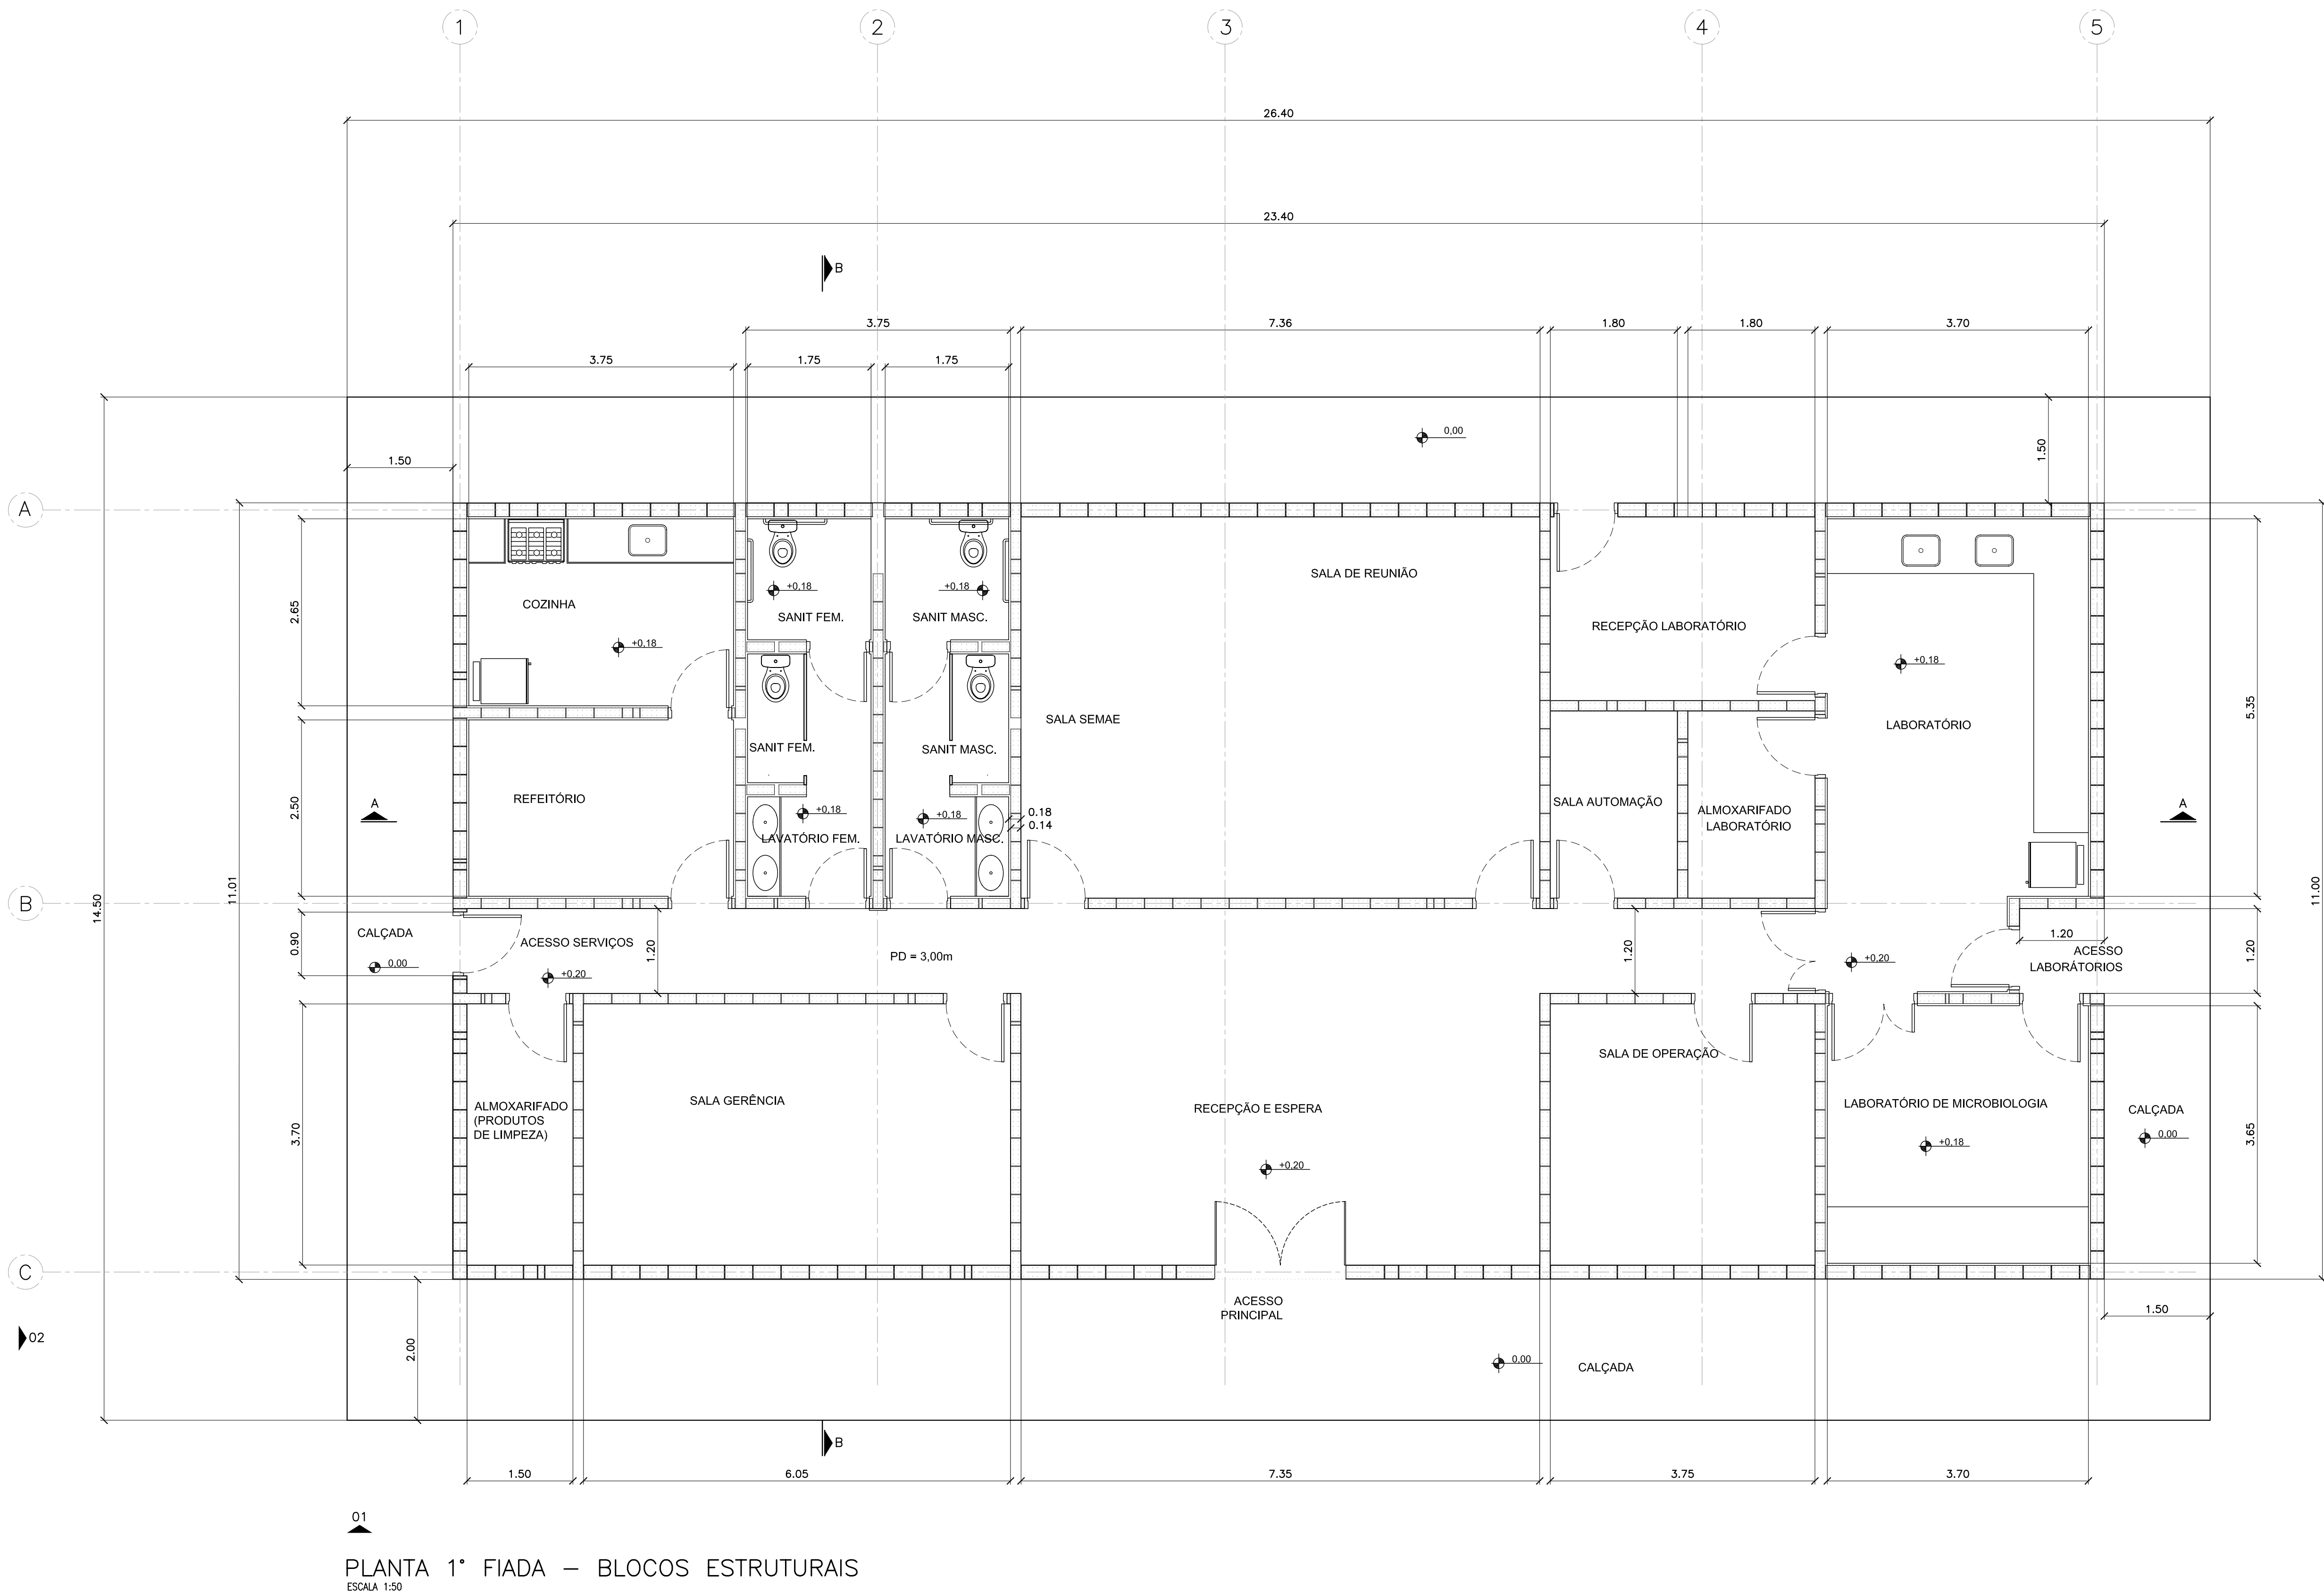 1
2
3
4
5
26.40
23.40
B
3.75
7.36
1.80
1.80
3.70
3.75
1.75
1.75
0,00
1.50
1.50
A
SALA DE REUNIÃO
+0,18
+0,18
COZINHA
SANIT FEM.
SANIT MASC.
2.65
RECEPÇÃO LABORATÓRIO
+0,18
+0,18
5.35
SALA SEMAE
LABORATÓRIO
SANIT FEM.
SANIT MASC.
REFEITÓRIO
2.50
A
SALA AUTOMAÇÃO
ALMOXARIFADO
LABORATÓRIO
A
+0,18
+0,18
0.18
0.14
LAVATÓRIO FEM.
LAVATÓRIO MASC.
11.01
14.50
11.00
B
CALÇADA
0,00
0.90
ACESSO SERVIÇOS
+0,20
1.20
PD = 3,00m
1.20
+0,20
1.20
ACESSO
LABORÁTORIOS
1.20
SALA DE OPERAÇÃO
ALMOXARIFADO
(PRODUTOS
DE LIMPEZA)
SALA GERÊNCIA
RECEPÇÃO E ESPERA
LABORATÓRIO DE MICROBIOLOGIA
CALÇADA
3.70
+0,18
0,00
3.65
+0,20
C
ACESSO
PRINCIPAL
1.50
02
2.00
0,00
CALÇADA
B
1.50
6.05
7.35
3.75
3.70
01
PLANTA 1° FIADA – BLOCOS ESTRUTURAIS
ESCALA 1:50